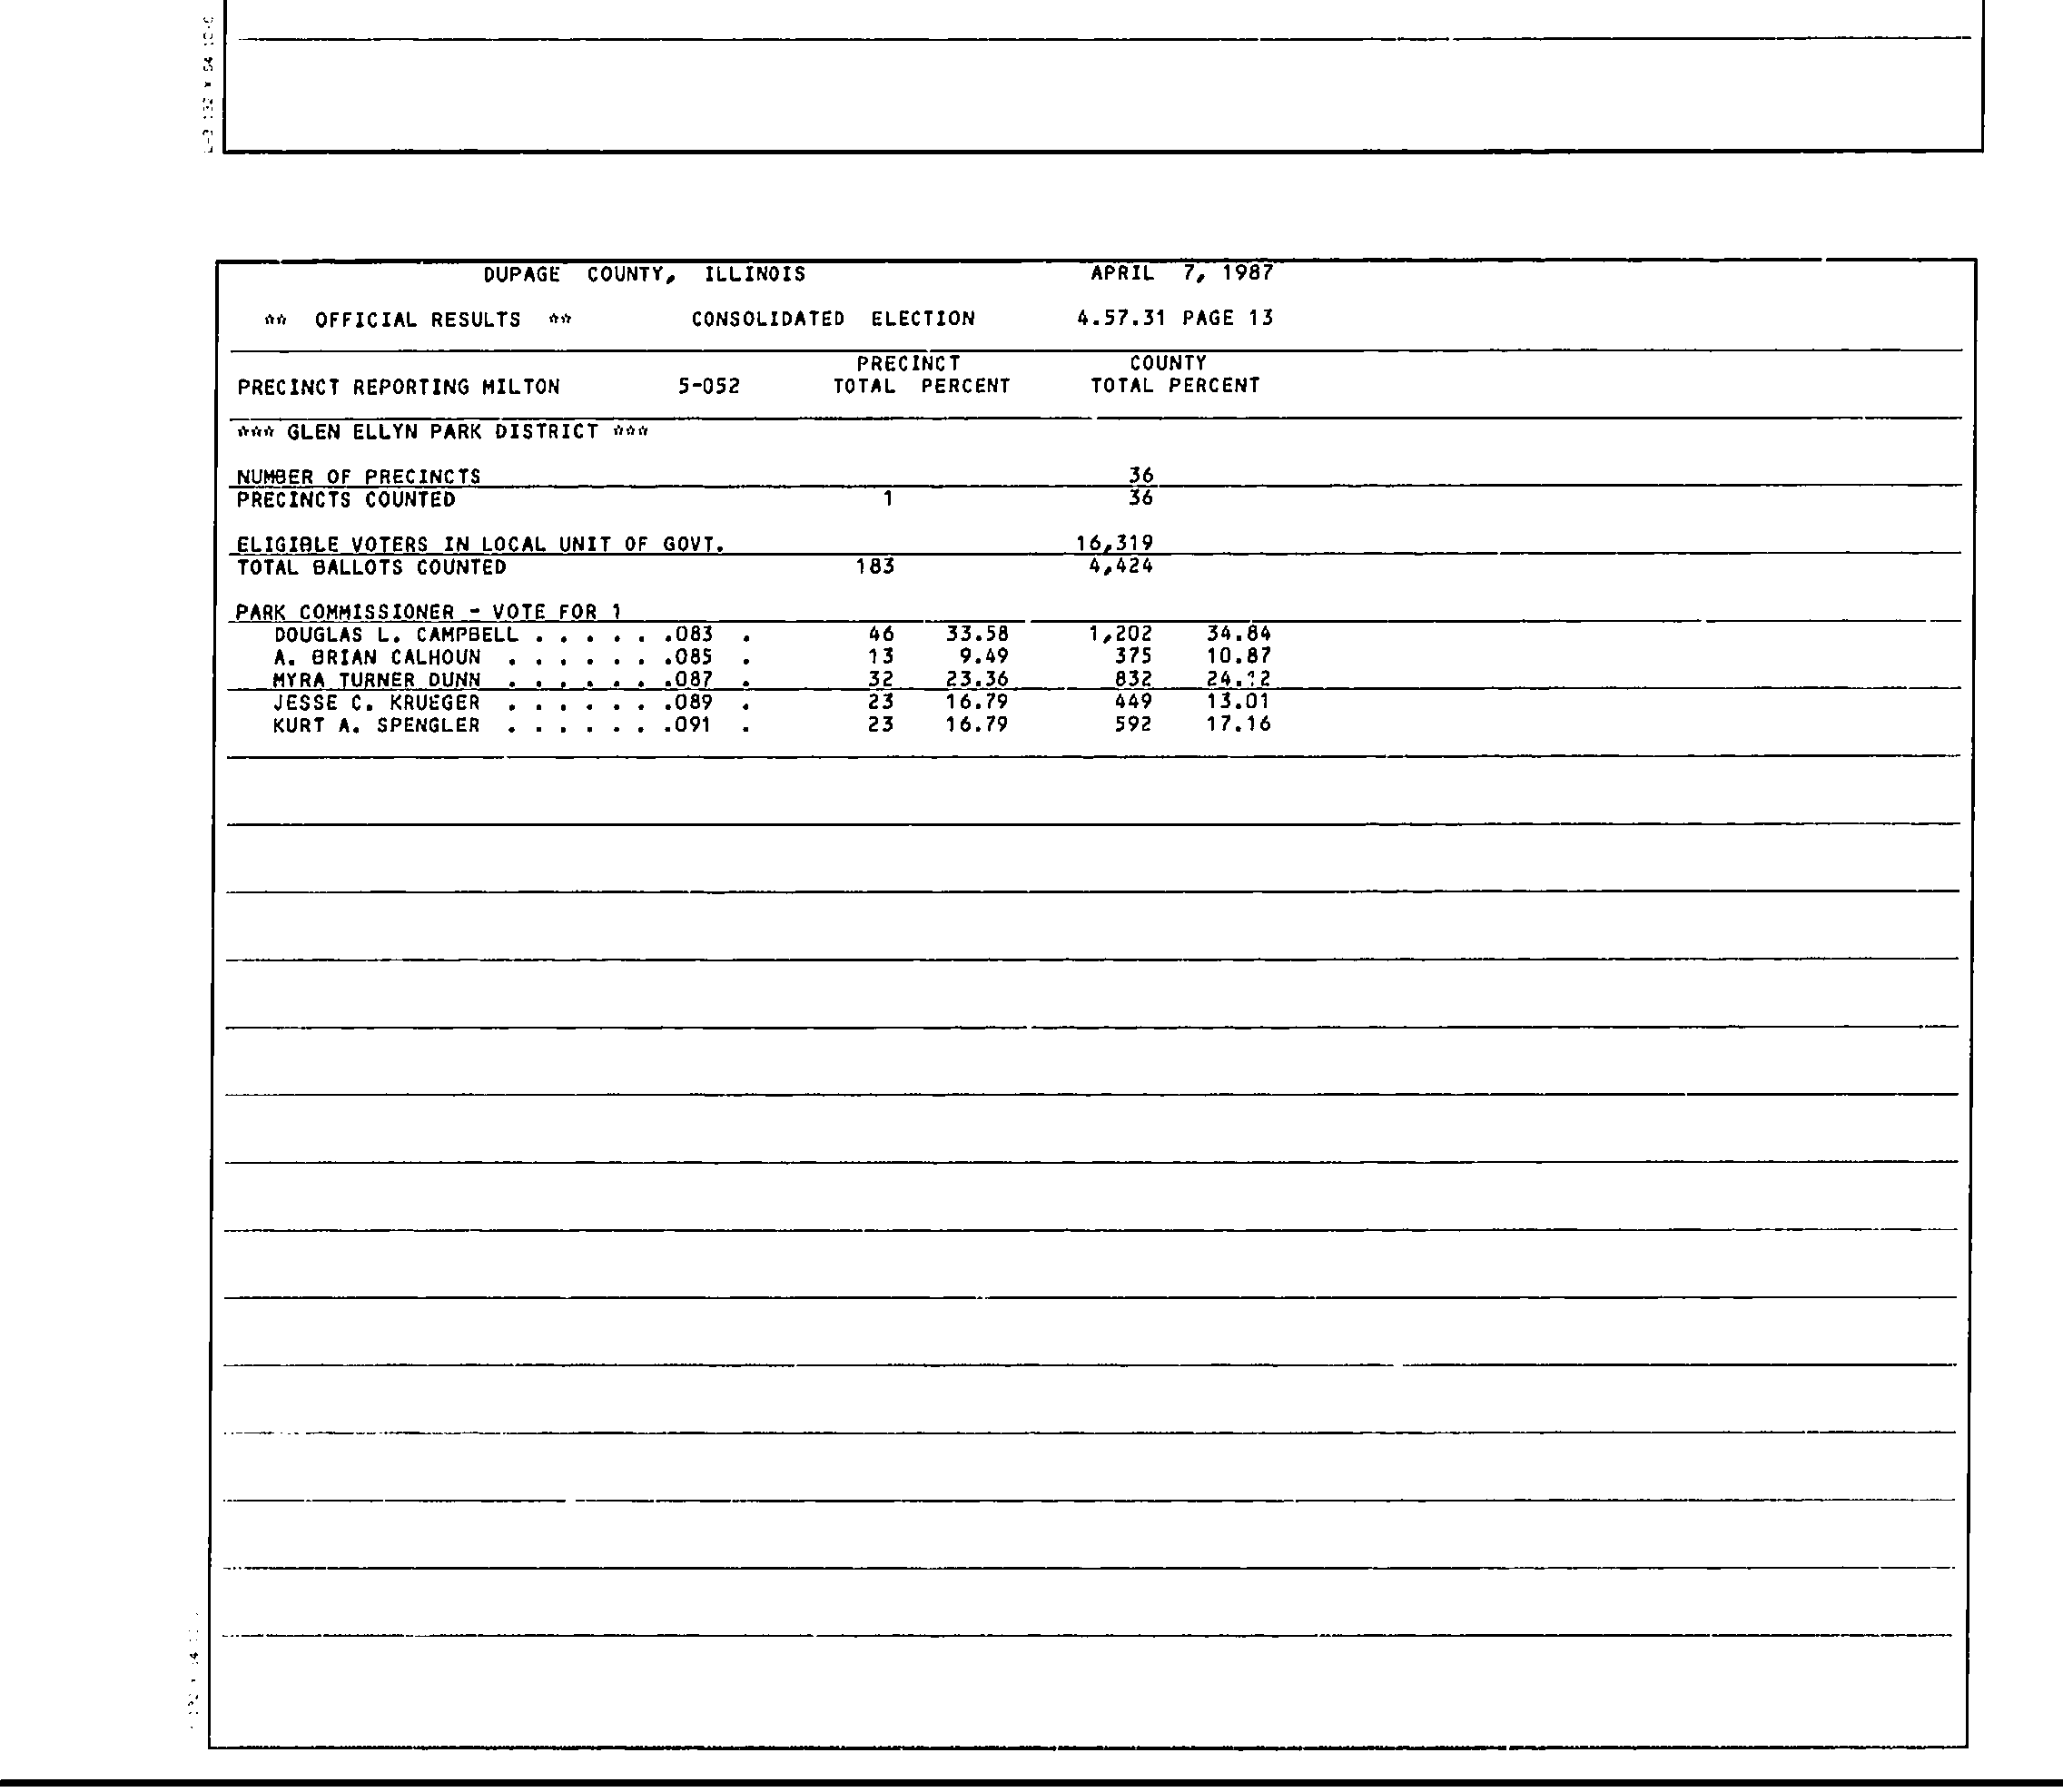 DUPAGE COUNTY, ILLINOIS APRIL 7, 1987
** OFFICIAL RESULTS ** CONSOLIDATED ELECTION 4.57.31 PAGE 13
PRECINCT COUNTY
PRECINCT REPORTING MILTON 5-052 TOTAL PERCENT TOTAL PERCENT
*** GLEN ELLYN PARK DISTRICT ***
NUMBER OF PRECINCTS 36
PRECINCTS COUNTED 1 36
ELIGIBLE VOTERS IN LOCAL UNIT OF GOVT. 16,319
TOTAL BALLOTS COUNTED 183 4,424
PARK COMMISSIONER - VOTE FOR 1
DOUGLAS L. CAMPBELL . . . . . .083 . 46 33.58 1,202 34.84
A. BRIAN CALHOUN . . . . . . .085 . 13 9.49 375 10.87
MYRA TURNER DUNN . . . . . . .087 . 32 23.36 832 24.12
JESSE C. KRUEGER . . . . . . .089 . 23 16.79 449 13.01
KURT A. SPENGLER . . . . . . .091 . 23 16.79 592 17.16